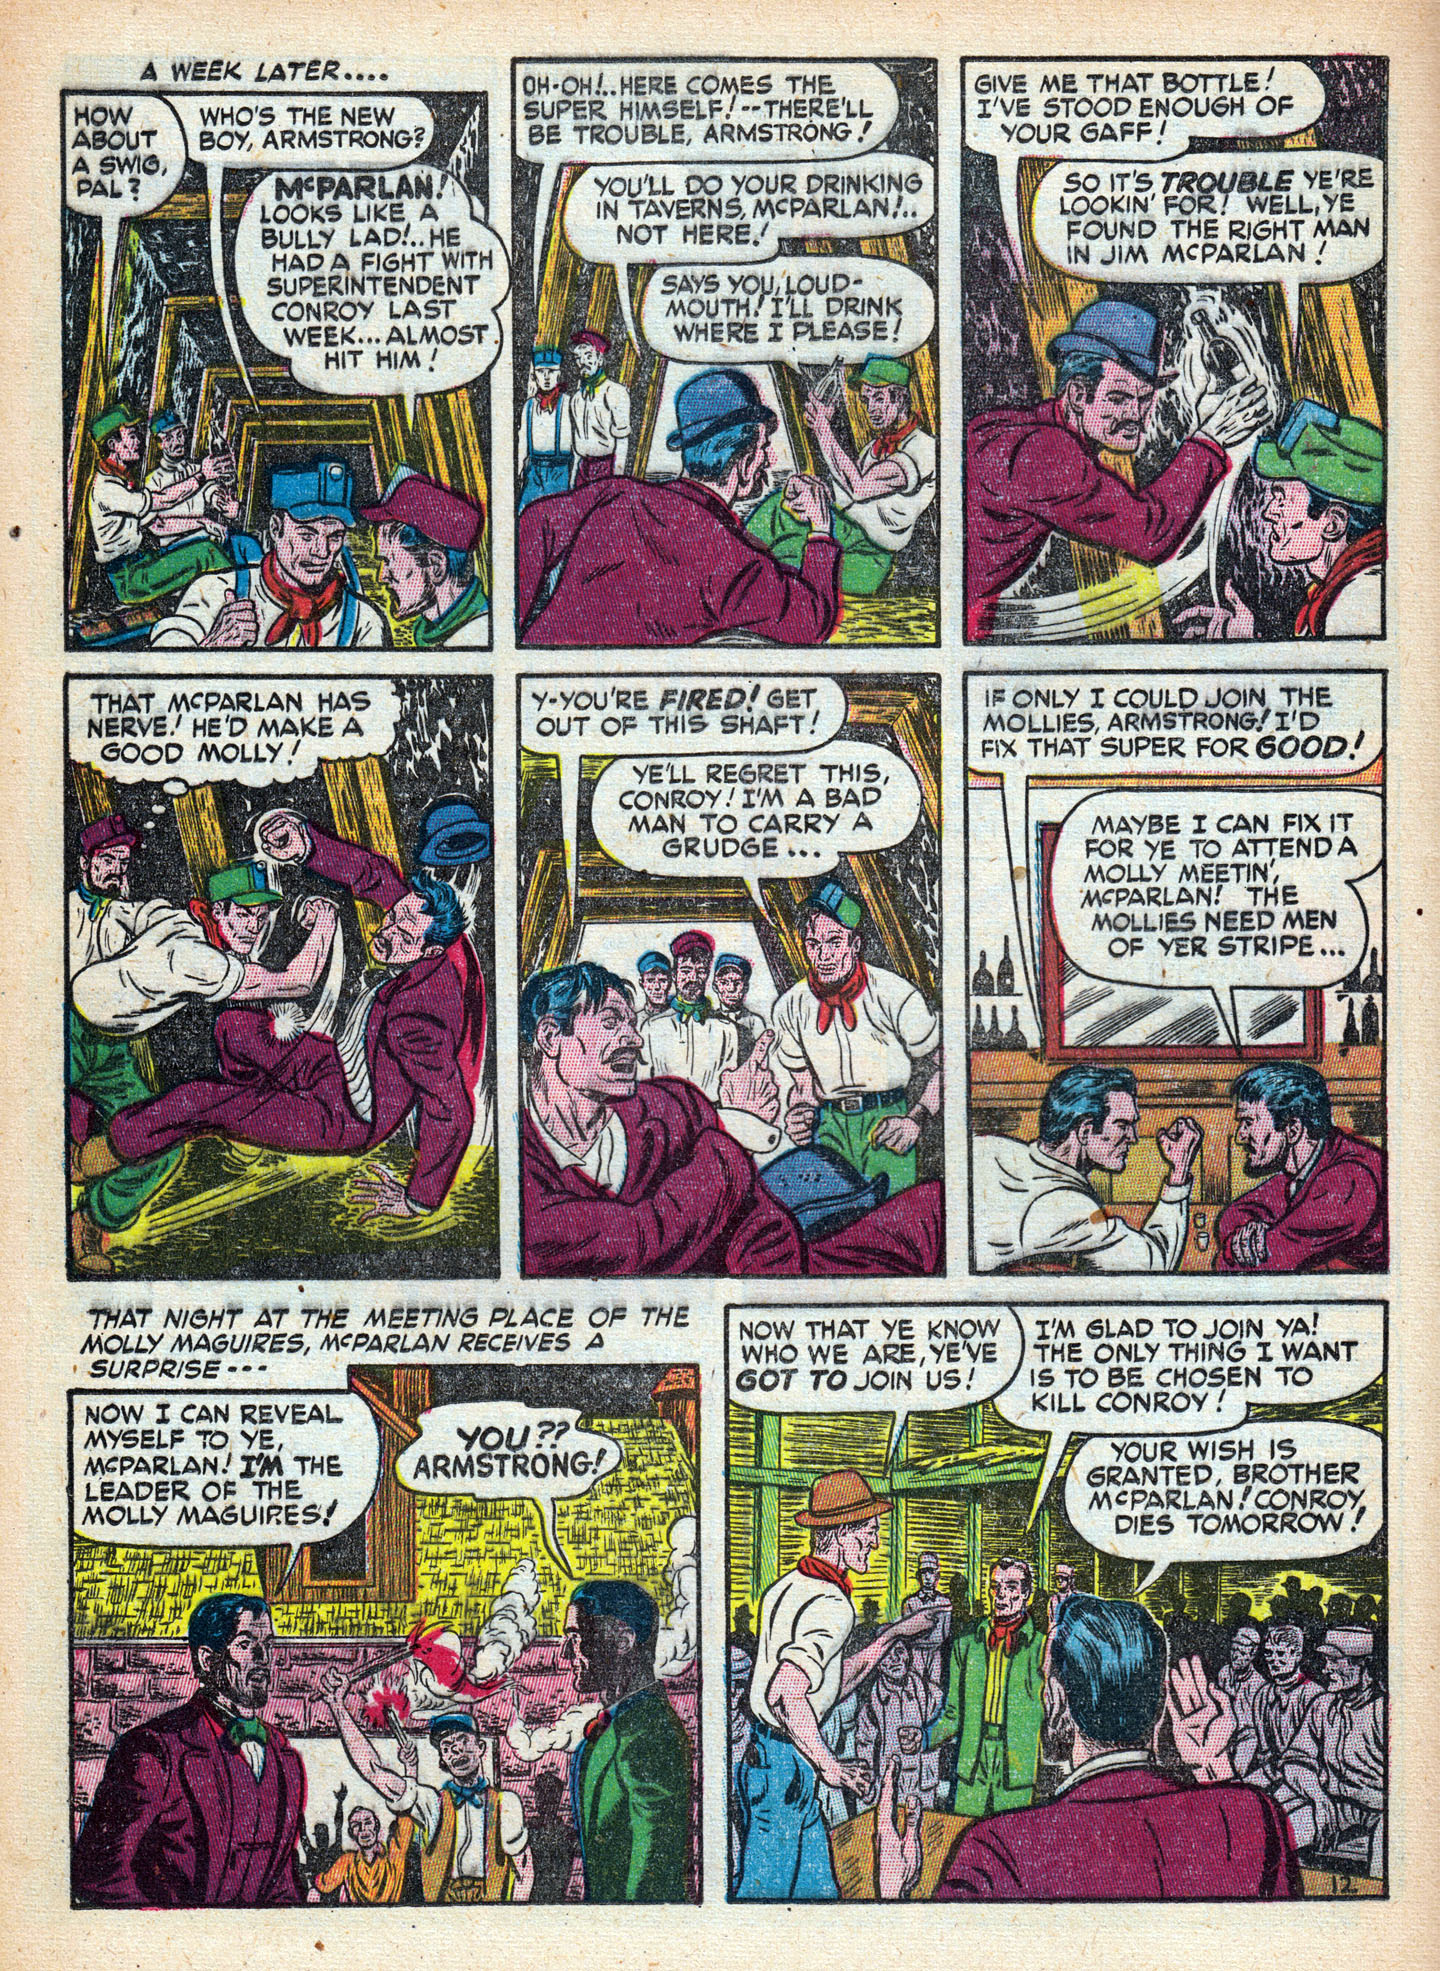 A WEEK LATER....
HOW
ABOUT
A SWIG,
PAL?
WHO'S THE NEW
BOY, ARMSTRONG?
McPARLAN!
LOOKS LIKE A
BULLY LAD!..HE
HAD A FIGHT WITH
SUPERINTENDENT
CONROY LAST
WEEK...ALMOST
HIT HIM!
OH-OH!..HERE COMES THE
SUPER HIMSELF!--THERE'LL
BE TROUBLE, ARMSTRONG!
YOU'LL DO YOUR DRINKING
IN TAVERNS, McPARLAN!..
NOT HERE!
SAYS YOU, LOUD-
MOUTH! I'LL DRINK
WHERE I PLEASE!
GIVE ME THAT BOTTLE!
I'VE STOOD ENOUGH OF
YOUR GAFF!
SO IT'S TROUBLE YE'RE
LOOKIN' FOR! WELL, YE
FOUND THE RIGHT MAN
IN JIM McPARLAN!
THAT McPARLAN HAS
NERVE! HE'D MAKE A
GOOD MOLLY!
Y-YOU'RE FIRED! GET
OUT OF THIS SHAFT!
YE'LL REGRET THIS,
CONROY! I'M A BAD
MAN TO CARRY A
GRUDGE...
IF ONLY I COULD JOIN THE
MOLLIES, ARMSTRONG! I'D
FIX THAT SUPER FOR GOOD!
MAYBE I CAN FIX IT
FOR YE TO ATTEND A
MOLLY MEETIN',
McPARLAN! THE
MOLLIES NEED MEN
OF YER STRIPE...
THAT NIGHT AT THE MEETING PLACE OF THE
MOLLY MAGUIRES, McPARLAN RECEIVES A
SURPRISE---
NOW I CAN REVEAL
MYSELF TO YE,
McPARLAN! I'M THE
LEADER OF THE
MOLLY MAGUIRES!
YOU??
ARMSTRONG!
NOW THAT YE KNOW
WHO WE ARE, YE'VE
GOT TO JOIN US!
I'M GLAD TO JOIN YA!
THE ONLY THING I WANT
IS TO BE CHOSEN TO
KILL CONROY!
YOUR WISH IS
GRANTED, BROTHER
McPARLAN! CONROY
DIES TOMORROW!
12